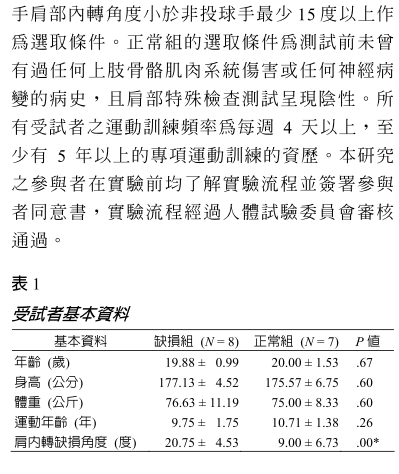 手肩部內轉角度小於非投球手最少 15 度以上作
為選取條件。正常組的選取條件為測試前未曾
有過任何上肢骨骼肌肉系統傷害或任何神經病
變的病史，且肩部特殊檢查測試呈現陰性。所
有受試者之運動訓練頻率為每週 4 天以上，至
少有 5 年以上的專項運動訓練的資歷。本研究
之參與者在實驗前均了解實驗流程並簽署參與
者同意書，實驗流程經過人體試驗委員會審核
通過。
表 1
受試者基本資料
基本資料 缺損組 (N = 8) 正常組 (N = 7) P 值
年齡 (歲) 19.88 ± 0.99 20.00 ± 1.53 .67
身高 (公分) 177.13 ± 4.52 175.57 ± 6.75 .60
體重 (公斤) 76.63 ± 11.19 75.00 ± 8.33 .60
運動年齡 (年) 9.75 ± 1.75 10.71 ± 1.38 .26
肩內轉缺損角度 (度) 20.75 ± 4.53 9.00 ± 6.73 .00*